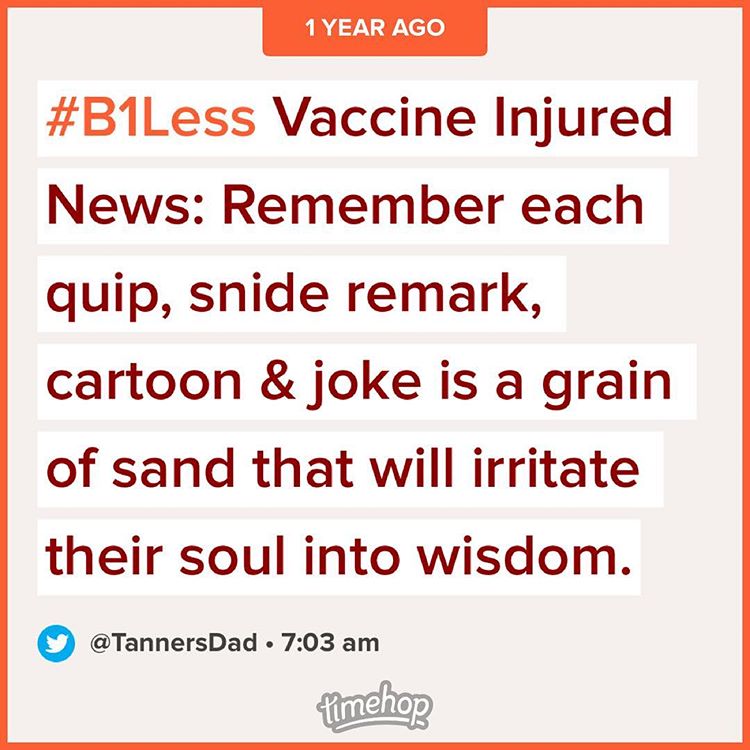 1 YEAR AGO
#B1Less Vaccine Injured
News: Remember each
quip, snide remark,
cartoon & joke is a grain
of sand that will irritate
their soul into wisdom.
@TannersDad • 7:03 am
timehop